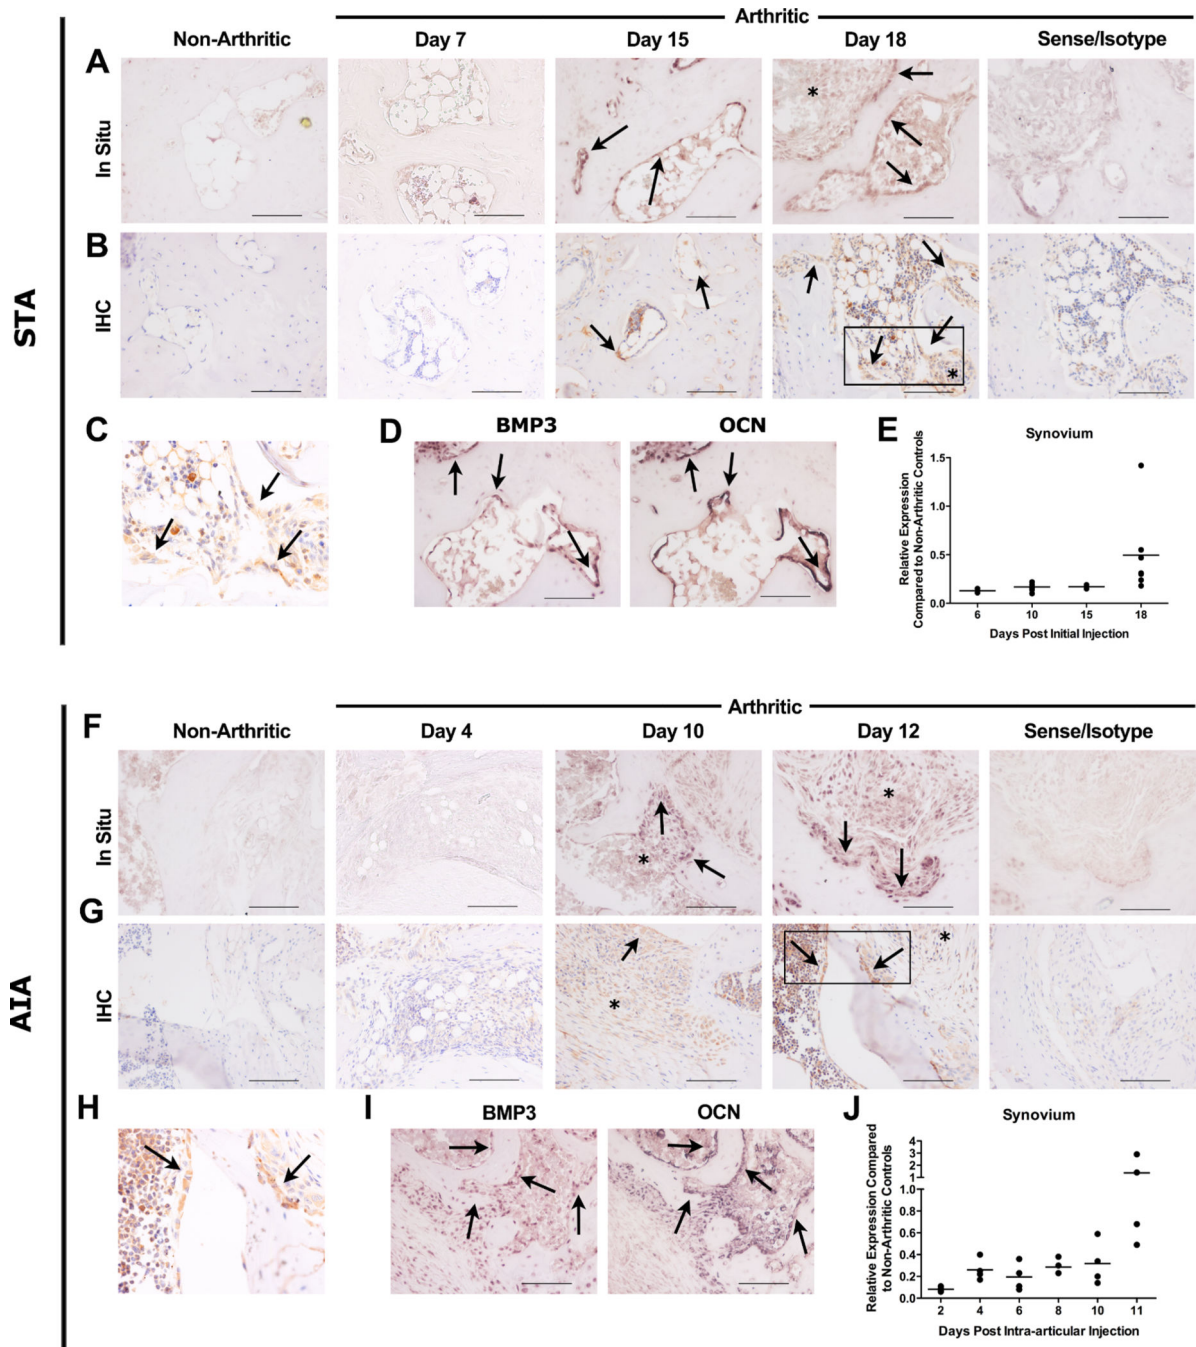 Arthritic
Non-Arthritic
Day 7
Day 15
Day 18
Sense/Isotype
STA
A
In Situ
*
B
IHC
*
C
D
BMP3
OCN
E
Synovium
Relative Expression
Compared to Non-Arthritic Controls
1.5
1.0
0.5
0.0
6
10
15
18
Days Post Initial Injection
Arthritic
F
Non-Arthritic
Day 4
Day 10
Day 12
Sense/Isotype
AIA
In Situ
*
*
G
IHC
*
*
H
I
BMP3
OCN
J
Synovium
Relative Expression Compared
to Non-Arthritic Controls
4
3
2
1
1.0
0.8
0.6
0.4
0.2
0.0
2
4
6
8
10
11
Days Post Intra-articular Injection